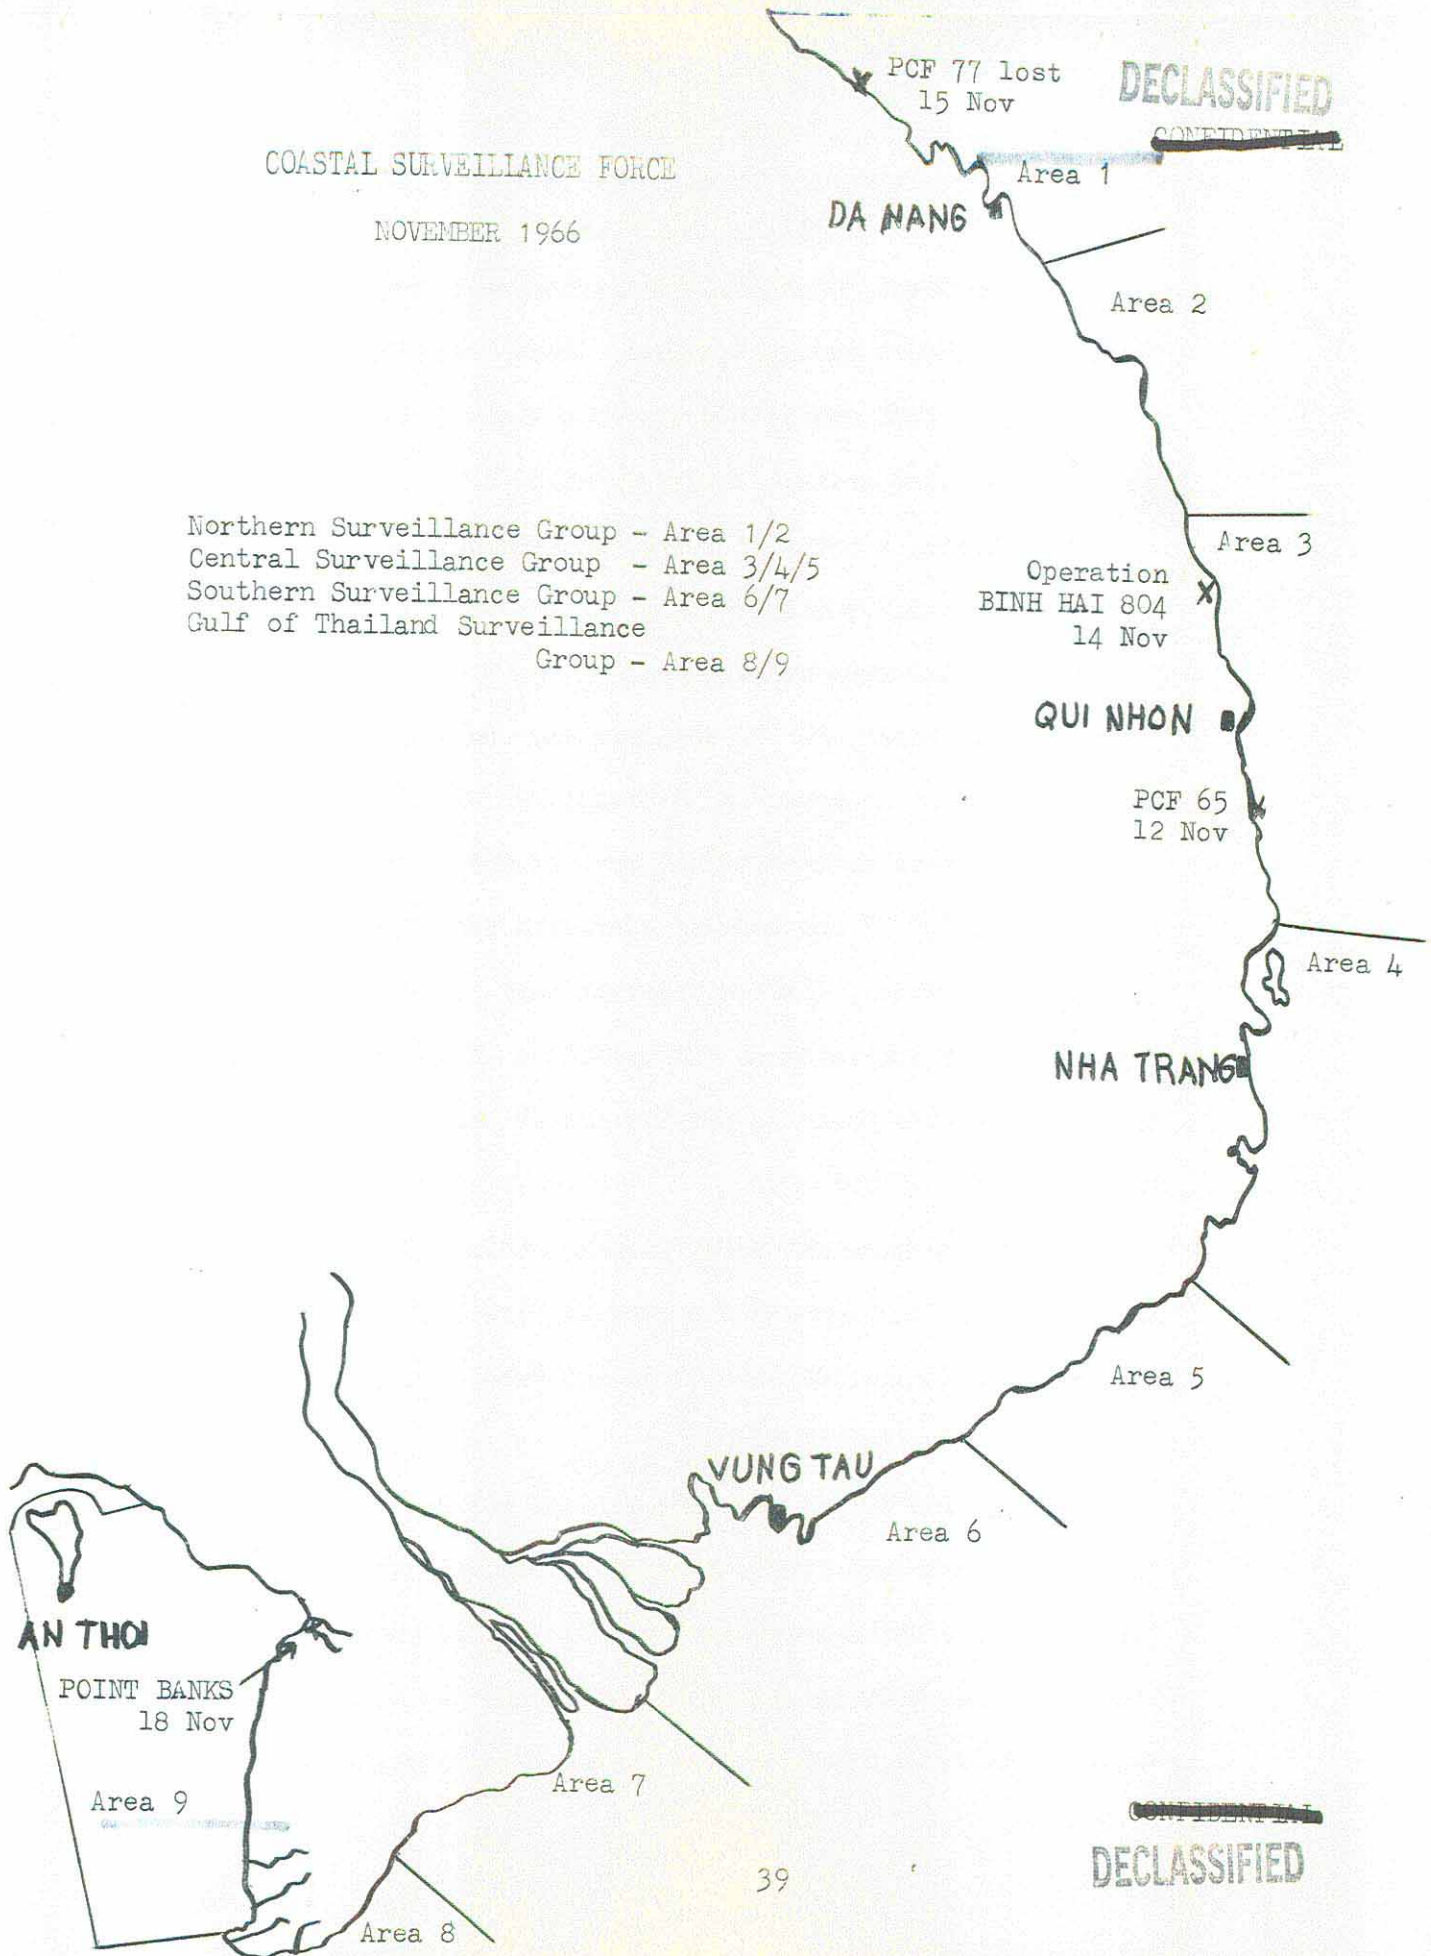 PCF 77 lost
15 Nov
DECLASSIFIED
CONFIDENTIAL
COASTAL SURVEILLANCE FORCE
NOVEMBER 1966
Area 1
DA NANG
Area 2
Northern Surveillance Group - Area 1/2
Central Surveillance Group - Area 3/4/5
Southern Surveillance Group - Area 6/7
Gulf of Thailand Surveillance
Group - Area 8/9
Area 3
Operation
BINH HAI 804
14 Nov
QUI NHON
PCF 65
12 Nov
Area 4
NHA TRANG
Area 5
VUNG TAU
Area 6
AN THOI
POINT BANKS
18 Nov
Area 7
Area 9
CONFIDENTIAL
DECLASSIFIED
39
Area 8